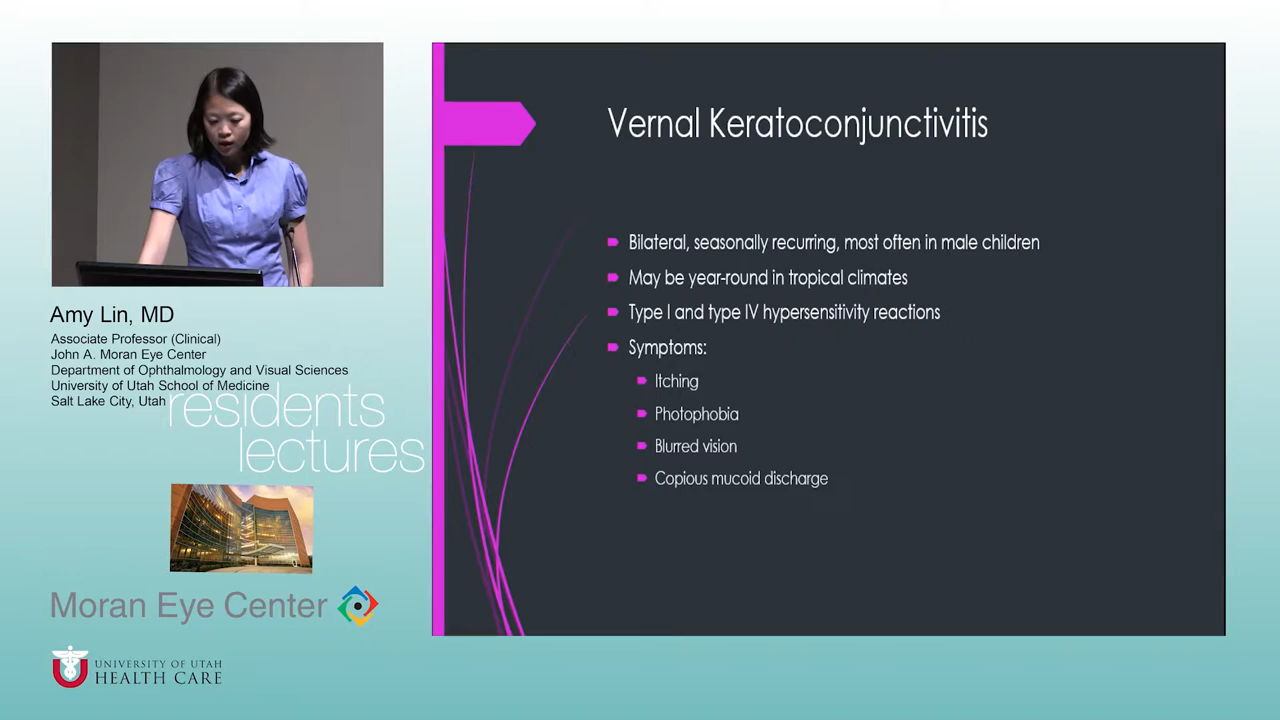 Amy Lin, MD
Associate Professor (Clinical)
John A. Moran Eye Center
Department of Ophthalmology and Visual Sciences
University of Utah School of Medicine
Salt Lake City, Utah
residents
lectures
Moran Eye Center
UNIVERSITY OF UTAH
HEALTH CARE
Vernal Keratoconjunctivitis
Bilateral, seasonally recurring, most often in male children
May be year-round in tropical climates
Type I and type IV hypersensitivity reactions
Symptoms:
Itching
Photophobia
Blurred vision
Copious mucoid discharge